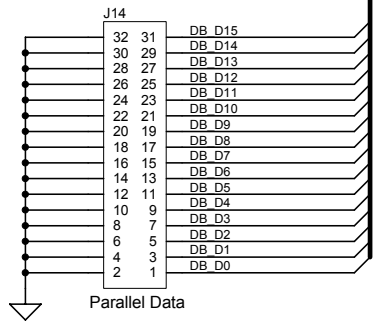 J14
32 31 DB_D15
30 29 DB_D14
28 27 DB_D13
26 25 DB_D12
24 23 DB_D11
22 21 DB_D10
20 19 DB_D9
18 17 DB_D8
16 15 DB_D7
14 13 DB_D6
12 11 DB_D5
10 9 DB_D4
8 7 DB_D3
6 5 DB_D2
4 3 DB_D1
2 1 DB_D0
Parallel Data